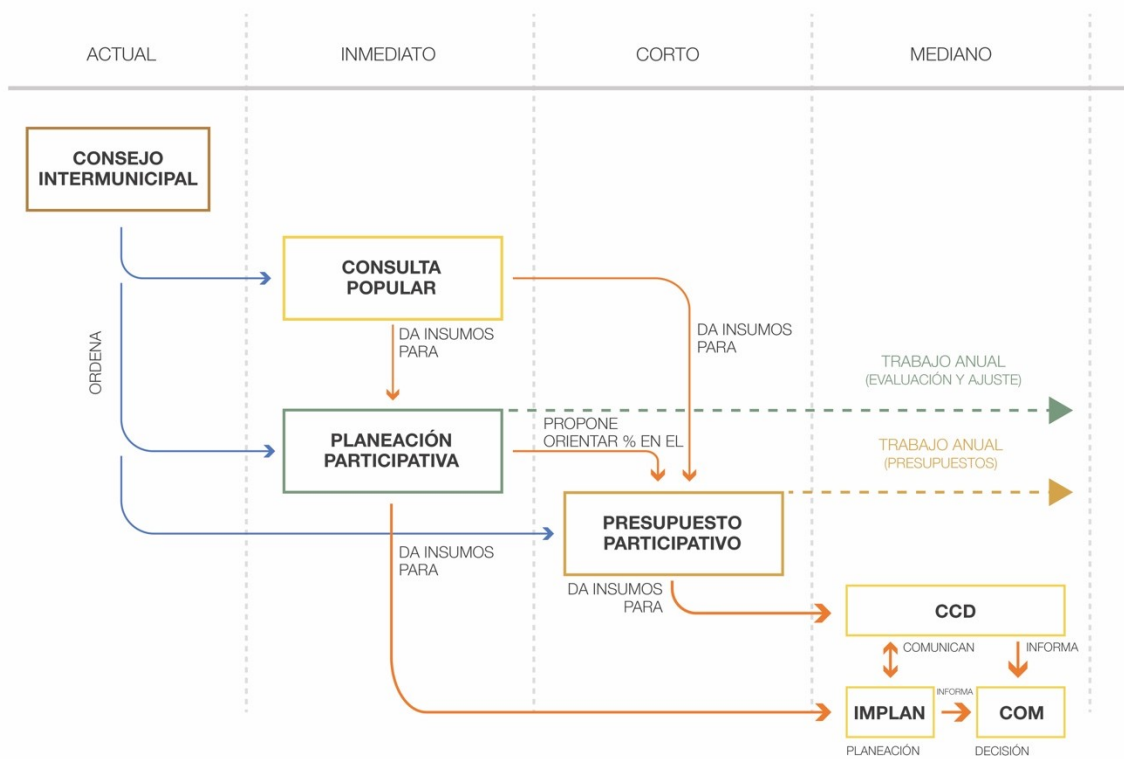 ACTUAL
INMEDIATO
CORTO
MEDIANO
CONSEJO
INTERMUNICIPAL
CONSULTA
POPULAR
ORDENA
DA INSUMOS
PARA
DA INSUMOS
PARA
TRABAJO ANUAL
(EVALUACIÓN Y AJUSTE)
PLANEACIÓN
PARTICIPATIVA
PROPONE
ORIENTAR % EN EL
TRABAJO ANUAL
(PRESUPUESTOS)
PRESUPUESTO
PARTICIPATIVO
DA INSUMOS
PARA
DA INSUMOS
PARA
CCD
COMUNICAN
INFORMA
IMPLAN
INFORMA
COM
PLANEACIÓN
DECISIÓN